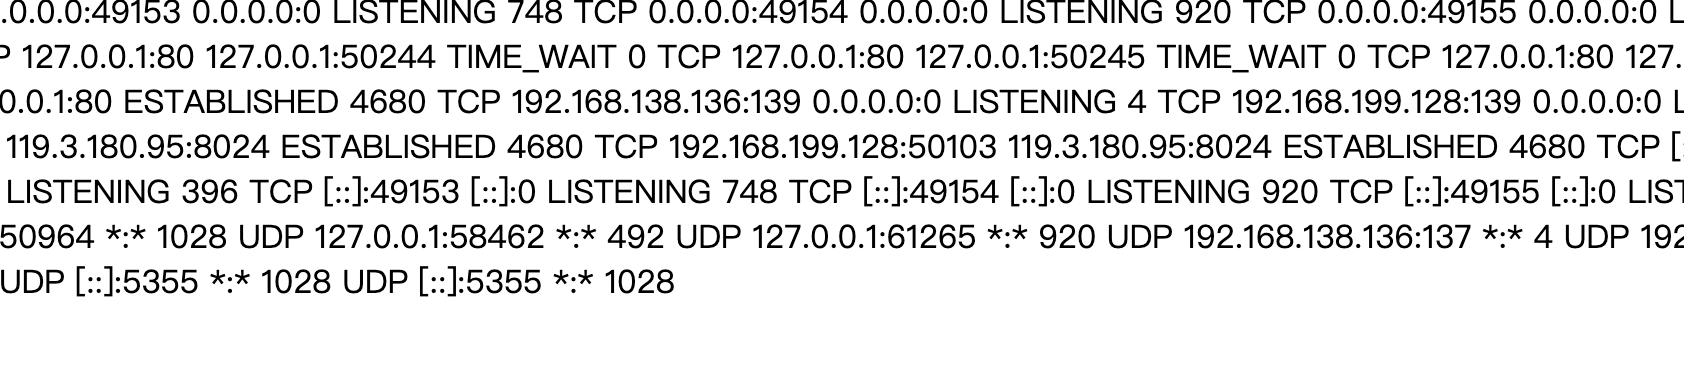 .0.0.0:49153 0.0.0.0:0 LISTENING 748 TCP 0.0.0.0:49154 0.0.0.0:0 LISTENING 920 TCP 0.0.0.0:49155 0.0.0.0:0 L
P 127.0.0.1:80 127.0.0.1:50244 TIME_WAIT 0 TCP 127.0.0.1:80 127.0.0.1:50245 TIME_WAIT 0 TCP 127.0.0.1:80 127.
0.0.1:80 ESTABLISHED 4680 TCP 192.168.138.136:139 0.0.0.0:0 LISTENING 4 TCP 192.168.199.128:139 0.0.0.0:0 L
119.3.180.95:8024 ESTABLISHED 4680 TCP 192.168.199.128:50103 119.3.180.95:8024 ESTABLISHED 4680 TCP [:
LISTENING 396 TCP [::]:49153 [::]:0 LISTENING 748 TCP [::]:49154 [::]:0 LISTENING 920 TCP [::]:49155 [::]:0 LIST
50964 *:* 1028 UDP 127.0.0.1:58462 *:* 492 UDP 127.0.0.1:61265 *:* 920 UDP 192.168.138.136:137 *:* 4 UDP 192
UDP [::]:5355 *:* 1028 UDP [::]:5355 *:* 1028